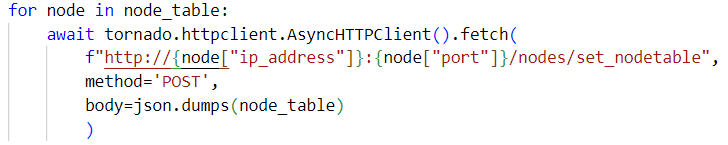 for node in node_table:
    await tornado.httpclient.AsyncHTTPClient().fetch(
        f"http://{node["ip_address"]}:{node["port"]}/nodes/set_nodetable",
        method='POST',
        body=json.dumps(node_table)
        )